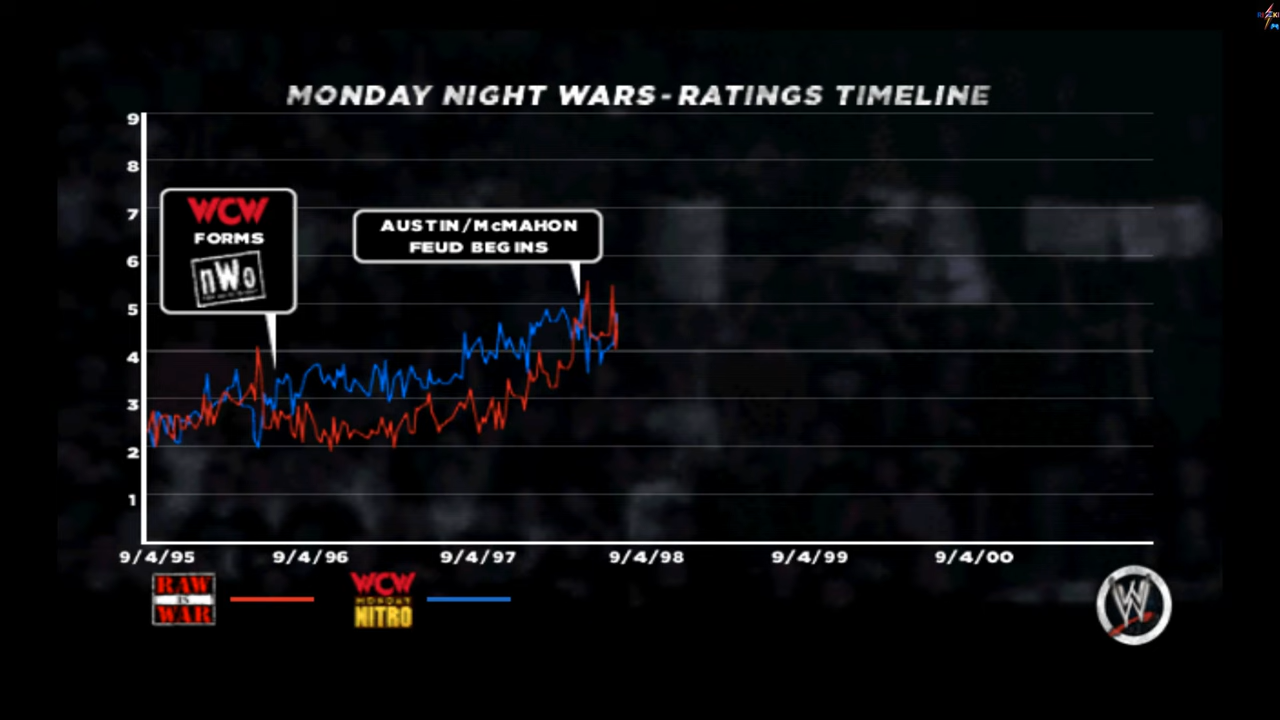 MONDAY NIGHT WARS - RATINGS TIMELINE
9
8
7
6
5
4
3
2
1
WCW
FORMS
nWo
AUSTIN/McMAHON
FEUD BEGINS
9/4/95 9/4/96 9/4/97 9/4/98 9/4/99 9/4/00
RAW
IS
WAR
WCW
MONDAY
NITRO
W